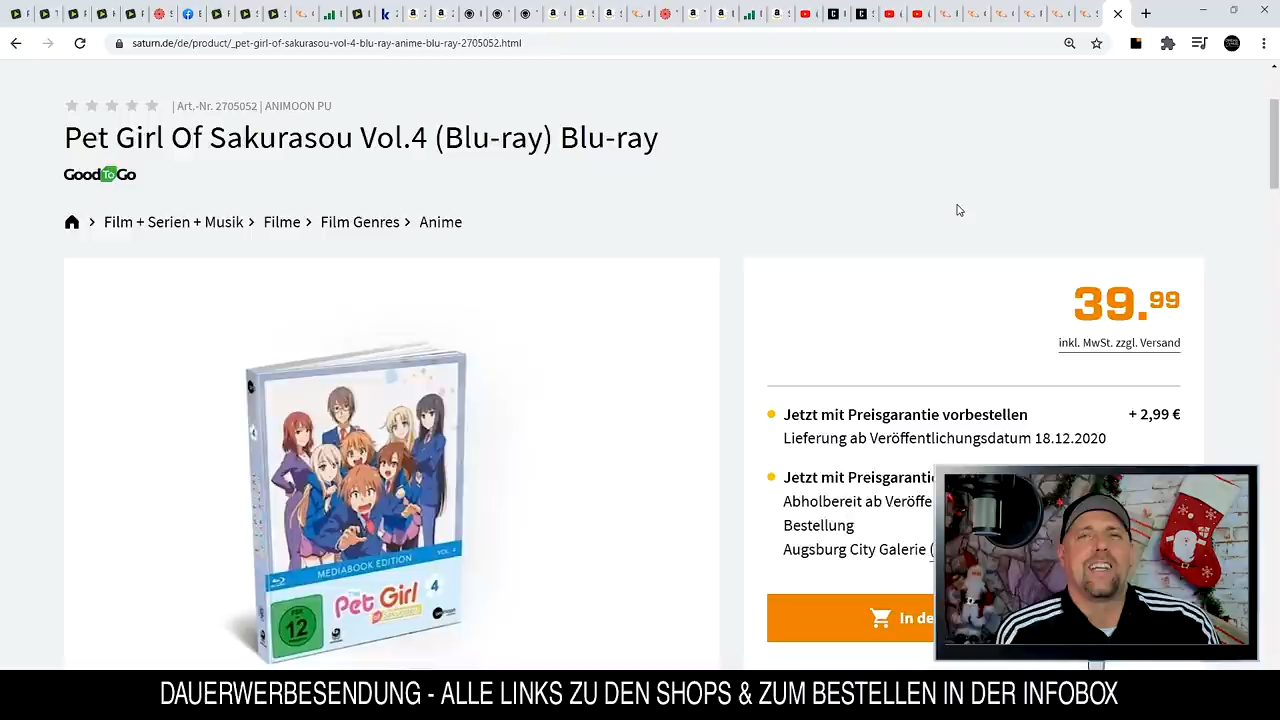 saturn.de/de/product/_pet-girl-of-sakurasou-vol-4-blu-ray-anime-blu-ray-2705052.html
| Art.-Nr. 2705052 | ANIMOON PU
Pet Girl Of Sakurasou Vol.4 (Blu-ray) Blu-ray
GoodToGo
Film + Serien + Musik > Filme > Film Genres > Anime
39.99
inkl. MwSt. zzgl. Versand
Jetzt mit Preisgarantie vorbestellen + 2,99 €
Lieferung ab Veröffentlichungsdatum 18.12.2020
Jetzt mit Preisgarantie
Abholbereit ab Veröffe
Bestellung
Augsburg City Galerie (
In de
MEDIABOOK EDITION VOL. 4
Pet Girl
4
FSK
12
DAUERWERBESENDUNG - ALLE LINKS ZU DEN SHOPS & ZUM BESTELLEN IN DER INFOBOX